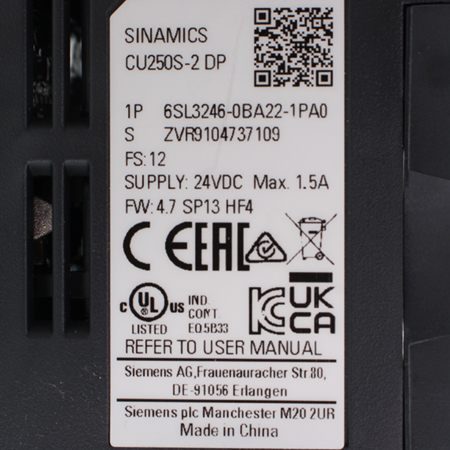 SINAMICS
CU250S-2 DP
1P 6SL3246-0BA22-1PA0
S ZVR9104737109
FS: 12
SUPPLY: 24VDC Max. 1.5A
FW: 4.7 SP13 HF4
CE EAC
c UL US LISTED
IND.
CONT.
EQ.5B33
KC UK CA
REFER TO USER MANUAL
Siemens AG,Frauenauracher Str 80,
DE-91056 Erlangen
Siemens plc Manchester M20 2UR
Made in China